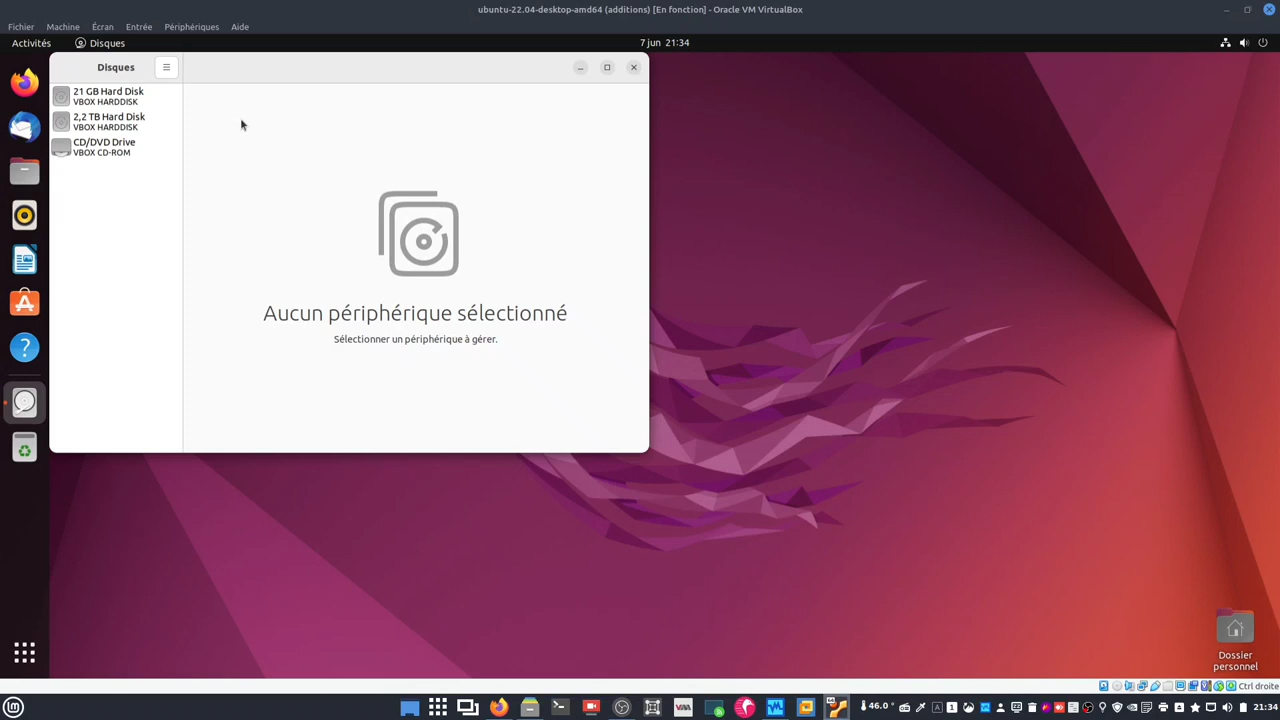 ubuntu-22.04-desktop-amd64 (additions) [En fonction] - Oracle VM VirtualBox
Fichier Machine Écran Entrée Périphériques Aide
Activités Disques 7 jun 21:34
Disques
21 GB Hard Disk
VBOX HARDDISK
2,2 TB Hard Disk
VBOX HARDDISK
CD/DVD Drive
VBOX CD-ROM
Aucun périphérique sélectionné
Sélectionner un périphérique à gérer.
Dossier
personnel
Ctrl droite
46.0° 21:34